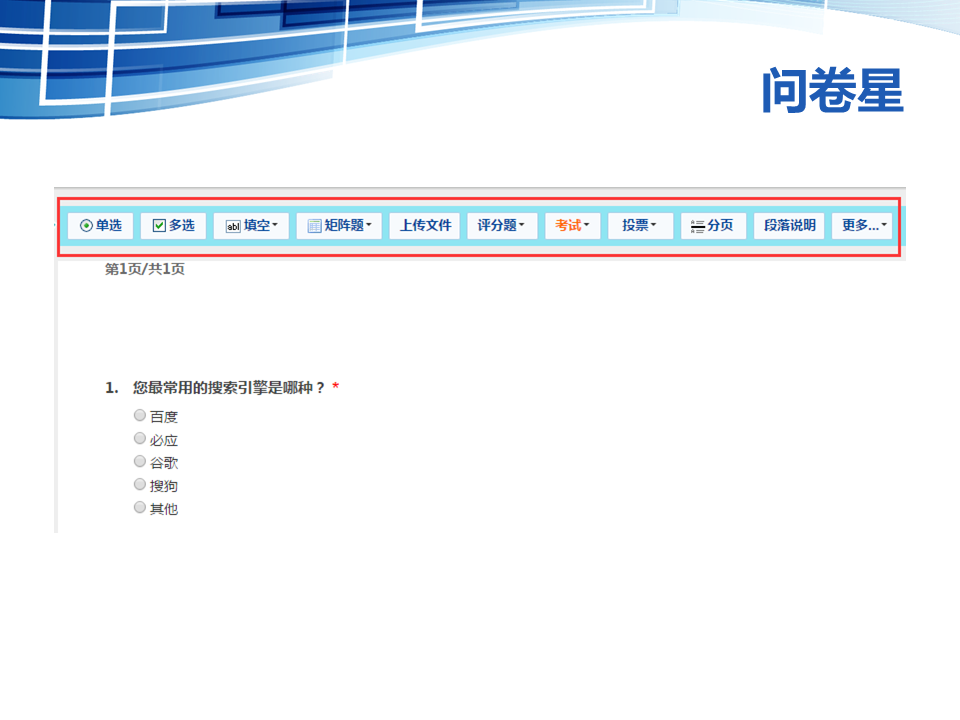 问卷星
单选 多选 填空 矩阵题 上传文件 评分题 考试 投票 分页 段落说明 更多...
第1页/共1页
1. 您最常用的搜索引擎是哪种？ *
百度
必应
谷歌
搜狗
其他